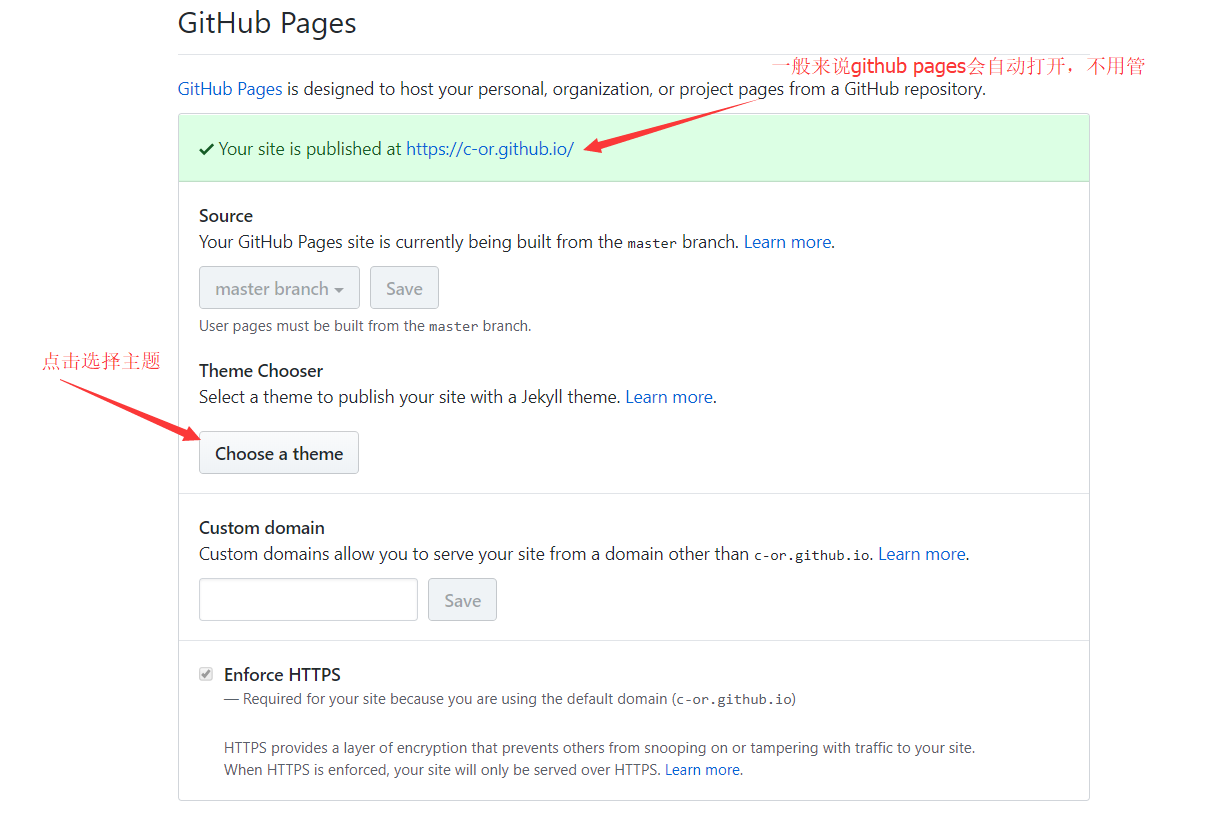 GitHub Pages
一般来说github pages会自动打开，不用管
GitHub Pages is designed to host your personal, organization, or project pages from a GitHub repository.
Your site is published at https://c-or.github.io/
Source
Your GitHub Pages site is currently being built from the master branch. Learn more.
master branch
Save
User pages must be built from the master branch.
点击选择主题
Theme Chooser
Select a theme to publish your site with a Jekyll theme. Learn more.
Choose a theme
Custom domain
Custom domains allow you to serve your site from a domain other than c-or.github.io. Learn more.
Save
Enforce HTTPS
— Required for your site because you are using the default domain (c-or.github.io)
HTTPS provides a layer of encryption that prevents others from snooping on or tampering with traffic to your site.
When HTTPS is enforced, your site will only be served over HTTPS. Learn more.